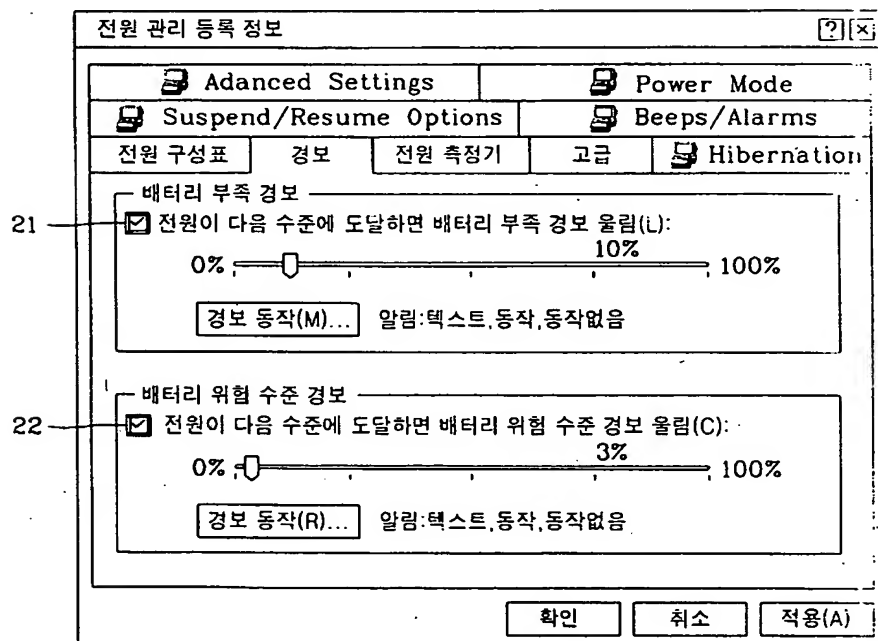 전원 관리 등록 정보
Adanced Settings
Power Mode
Suspend/Resume Options
Beeps/Alarms
전원 구성표
경보
전원 측정기
고급
Hibernation
배터리 부족 경보
21
전원이 다음 수준에 도달하면 배터리 부족 경보 울림(L):
10%
0%
100%
경보 동작(M)...
알림:텍스트,동작,동작없음
배터리 위험 수준 경보
22
전원이 다음 수준에 도달하면 배터리 위험 수준 경보 울림(C):
3%
0%
100%
경보 동작(R)...
알림:텍스트,동작,동작없음
확인
취소
적용(A)